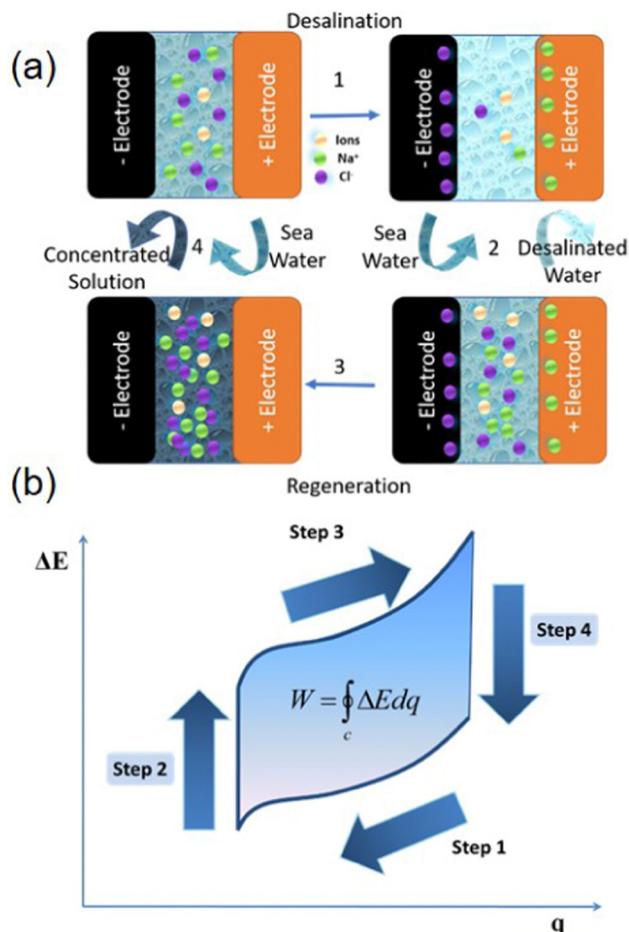 Desalination
(a)
- Electrode
+ Electrode
1
Ions
Na⁺
Cl⁻
- Electrode
+ Electrode
Concentrated
Solution
4
Sea
Water
Sea
Water
2
Desalinated
Water
- Electrode
+ Electrode
3
- Electrode
+ Electrode
(b)
Regeneration
ΔE
Step 3
Step 4
W = ∮c ΔEdq
Step 2
Step 1
q